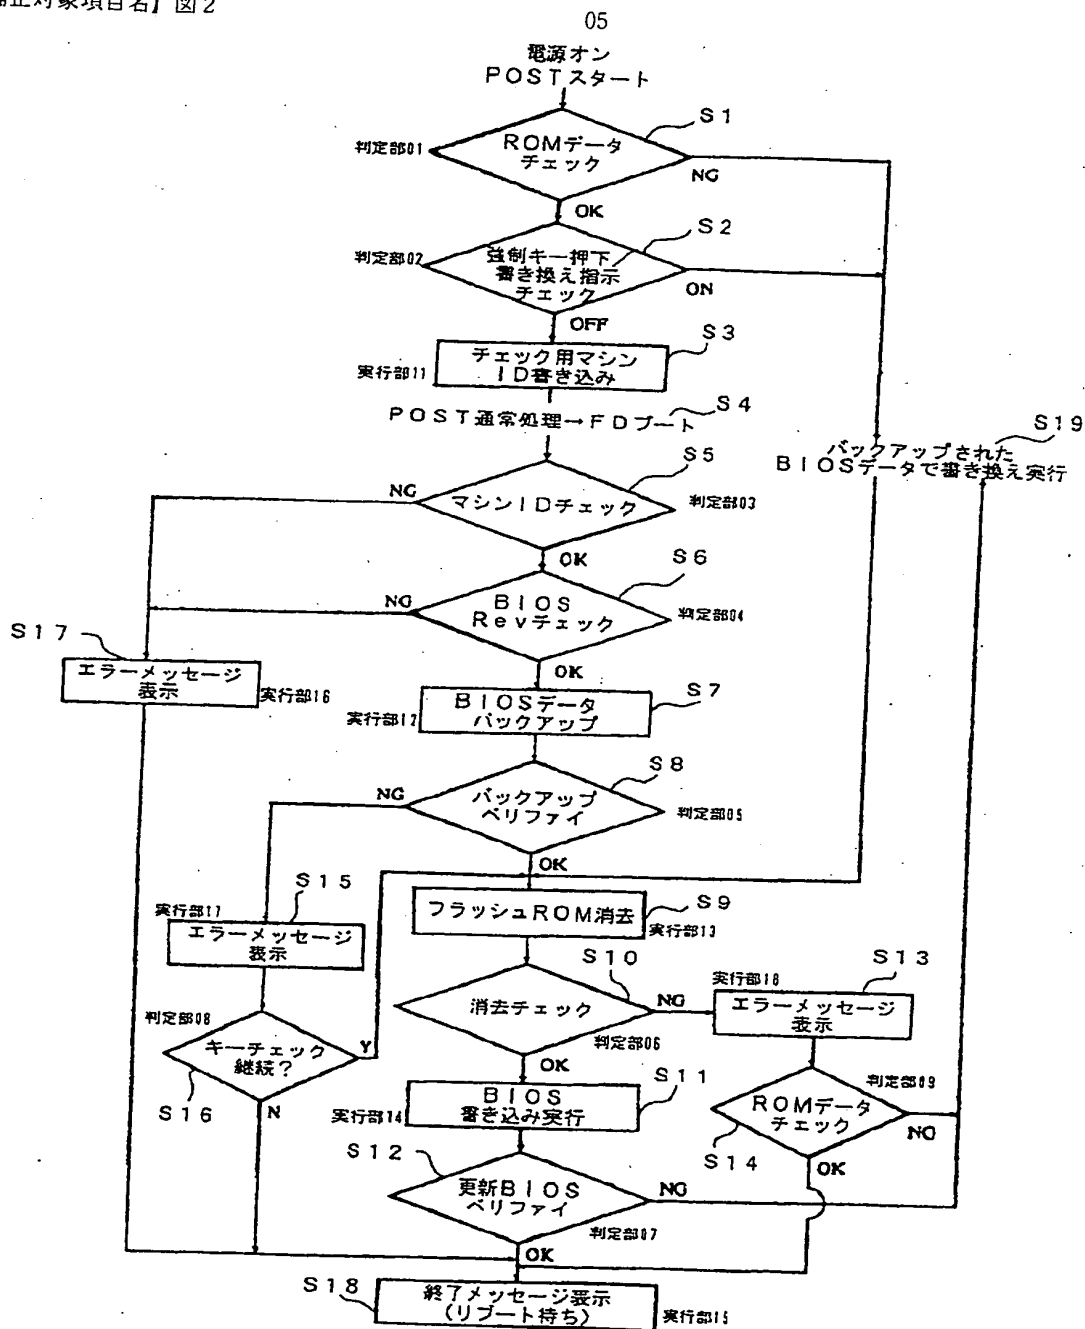 補正対象項目名】図2
05
電源オン
POSTスタート
S1
判定部01
ROMデータ
チェック
NG
OK
S2
判定部02
強制キー押下
書き換え指示
チェック
ON
OFF
S3
チェック用マシン
ID書き込み
実行部11
POST通常処理→FDブート
S4
S19
バックアップされた
BIOSデータで書き換え実行
S5
NG
マシンIDチェック
判定部03
OK
S6
NG
BIOS
Revチェック
判定部04
OK
S17
エラーメッセージ
表示
実行部16
S7
BIOSデータ
バックアップ
実行部12
S8
NG
バックアップ
ベリファイ
判定部05
OK
S15
実行部17
エラーメッセージ
表示
S9
フラッシュROM消去
実行部13
S10
消去チェック
NG
判定部06
OK
S13
実行部18
エラーメッセージ
表示
判定部08
キーチェック
継続?
Y
S16
N
S11
BIOS
書き込み実行
実行部14
判定部09
ROMデータ
チェック
NG
S14
OK
S12
更新BIOS
ベリファイ
NG
判定部07
OK
S18
終了メッセージ表示
(リブート待ち)
実行部15